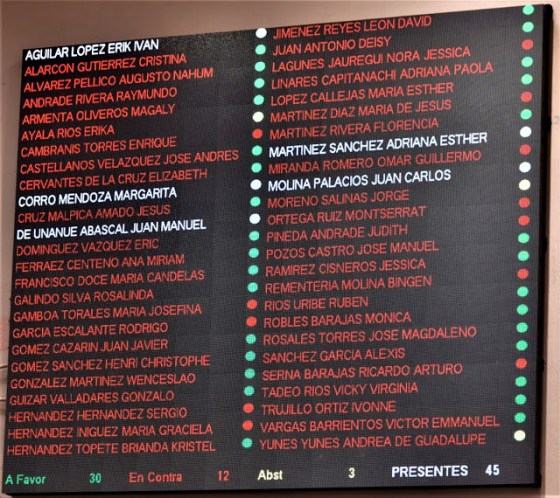 AGUILAR LOPEZ ERIK IVAN
ALARCON GUTIERREZ CRISTINA
ALVAREZ PELLICO AUGUSTO NAHUM
ANDRADE RIVERA RAYMUNDO
ARMENTA OLIVEROS MAGALY
AYALA RIOS ERIKA
CAMBRANIS TORRES ENRIQUE
CASTELLANOS VELAZQUEZ JOSE ANDRES
CERVANTES DE LA CRUZ ELIZABETH
CORRO MENDOZA MARGARITA
CRUZ MALPICA AMADO JESUS
DE UNANUE ABASCAL JUAN MANUEL
DOMINGUEZ VAZQUEZ ERIC
FERRAEZ CENTENO ANA MIRIAM
FRANCISCO DOCE MARIA CANDELAS
GALINDO SILVA ROSALINDA
GAMBOA TORALES MARIA JOSEFINA
GARCIA ESCALANTE RODRIGO
GOMEZ CAZARIN JUAN JAVIER
GOMEZ SANCHEZ HENRI CHRISTOPHE
GONZALEZ MARTINEZ WENCESLAO
GUIZAR VALLADARES GONZALO
HERNANDEZ HERNANDEZ SERGIO
HERNANDEZ INIGUEZ MARIA GRACIELA
HERNANDEZ TOPETE BRIANDA KRISTEL
JIMENEZ REYES LEON DAVID
JUAN ANTONIO DEISY
LAGUNES JAUREGUI NORA JESSICA
LINARES CAPITANACHI ADRIANA PAOLA
LOPEZ CALLEJAS MARIA ESTHER
MARTINEZ DIAZ MARIA DE JESUS
MARTINEZ RIVERA FLORENCIA
MARTINEZ SANCHEZ ADRIANA ESTHER
MIRANDA ROMERO OMAR GUILLERMO
MOLINA PALACIOS JUAN CARLOS
MORENO SALINAS JORGE
ORTEGA RUIZ MONTSERRAT
PINEDA ANDRADE JUDITH
POZOS CASTRO JOSE MANUEL
RAMIREZ CISNEROS JESSICA
REMENTERIA MOLINA BINGEN
RIOS URIBE RUBEN
ROBLES BARAJAS MONICA
ROSALES TORRES JOSE MAGDALENO
SANCHEZ GARCIA ALEXIS
SERNA BARAJAS RICARDO ARTURO
TADEO RIOS VICKY VIRGINIA
TRUJILLO ORTIZ IVONNE
VARGAS BARRIENTOS VICTOR EMMANUEL
YUNES YUNES ANDREA DE GUADALUPE
A Favor 30 En Contra 12 Abst 3 PRESENTES 45